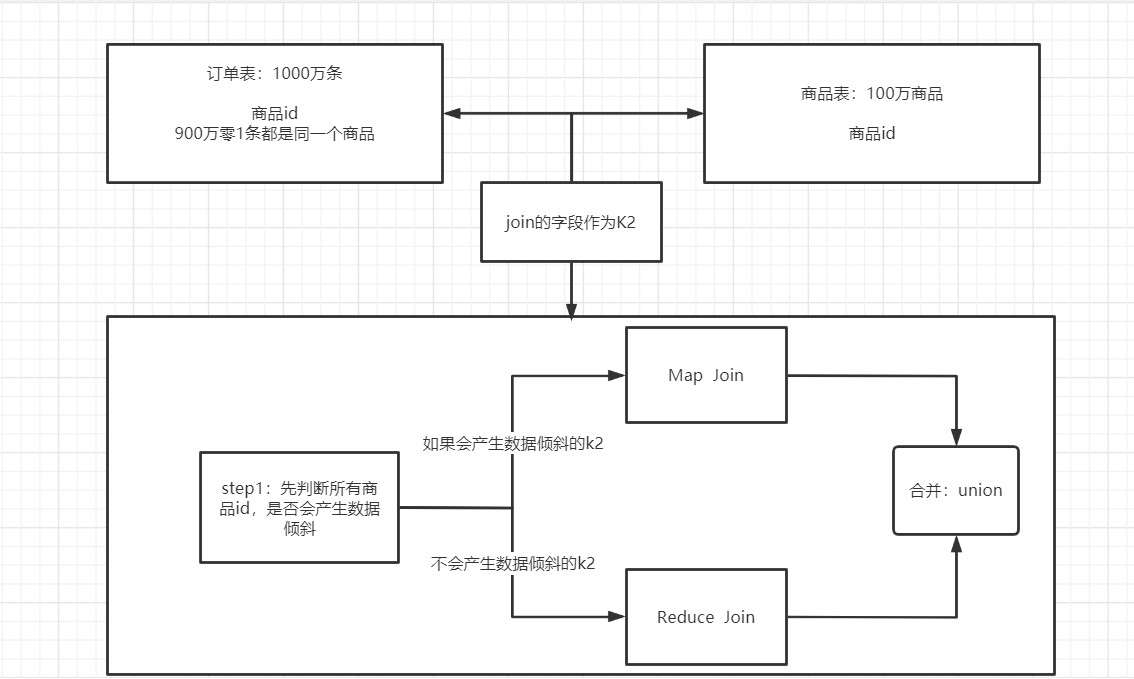 订单表：1000万条
商品id
900万零1条都是同一个商品
商品表：100万商品
商品id
join的字段作为K2
Map Join
如果会产生数据倾斜的k2
step1：先判断所有商
品id，是否会产生数据
倾斜
合并：union
不会产生数据倾斜的k2
Reduce Join